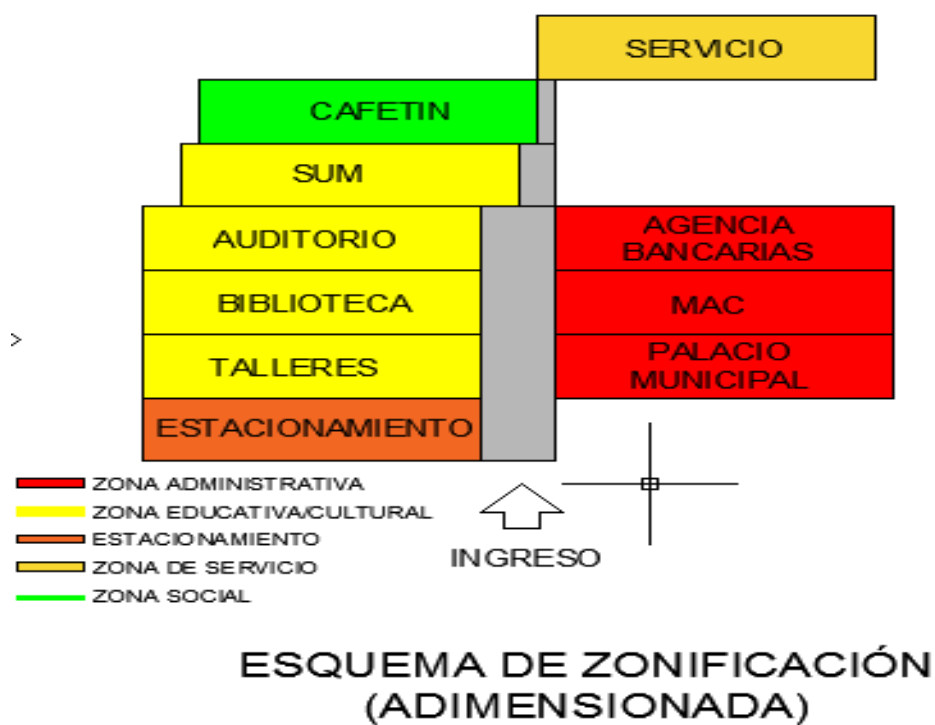 SERVICIO
CAFETIN
SUM
AUDITORIO
AGENCIA
BANCARIAS
BIBLIOTECA
MAC
>
TALLERES
PALACIO
MUNICIPAL
ESTACIONAMIENTO
ZONA ADMINISTRATIVA
ZONA EDUCATIVA/CULTURAL
ESTACIONAMIENTO
ZONA DE SERVICIO
ZONA SOCIAL
INGRESO
ESQUEMA DE ZONIFICACIÓN
(ADIMENSIONADA)